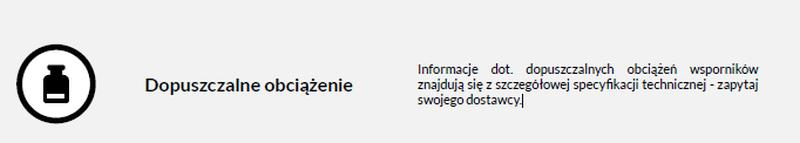 Dopuszczalne obciążenie
Informacje dot. dopuszczalnych obciążeń wsporników
znajdują się z szczegółowej specyfikacji technicznej - zapytaj
swojego dostawcy.